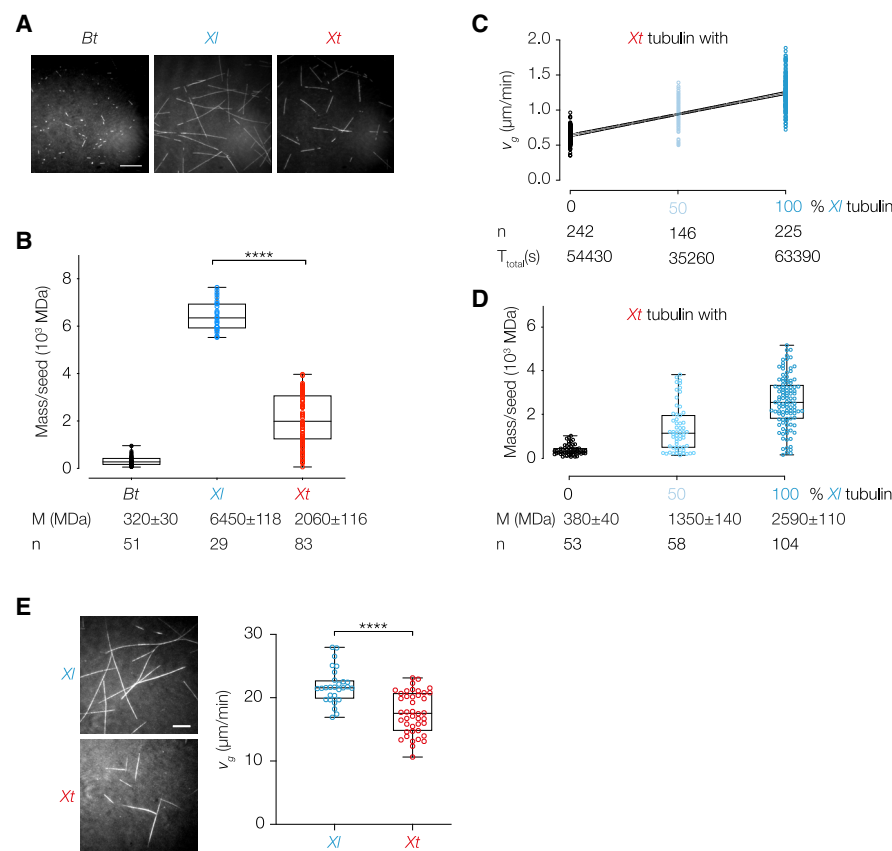 A
Bt Xl Xt
B
****
Mass/seed (10³ MDa)
8
6
4
2
0
Bt Xl Xt
M (MDa) 320±30 6450±118 2060±116
n 51 29 83
C
Xt tubulin with
v_g (µm/min)
2.0
1.5
1.0
0.5
0.0
0 50 100 % Xl tubulin
n 242 146 225
T_total(s) 54430 35260 63390
D
Xt tubulin with
Mass/seed (10³ MDa)
6
4
2
0
0 50 100 % Xl tubulin
M (MDa) 380±40 1350±140 2590±110
n 53 58 104
E
Xl
Xt
****
v_g (µm/min)
30
20
10
0
Xl Xt